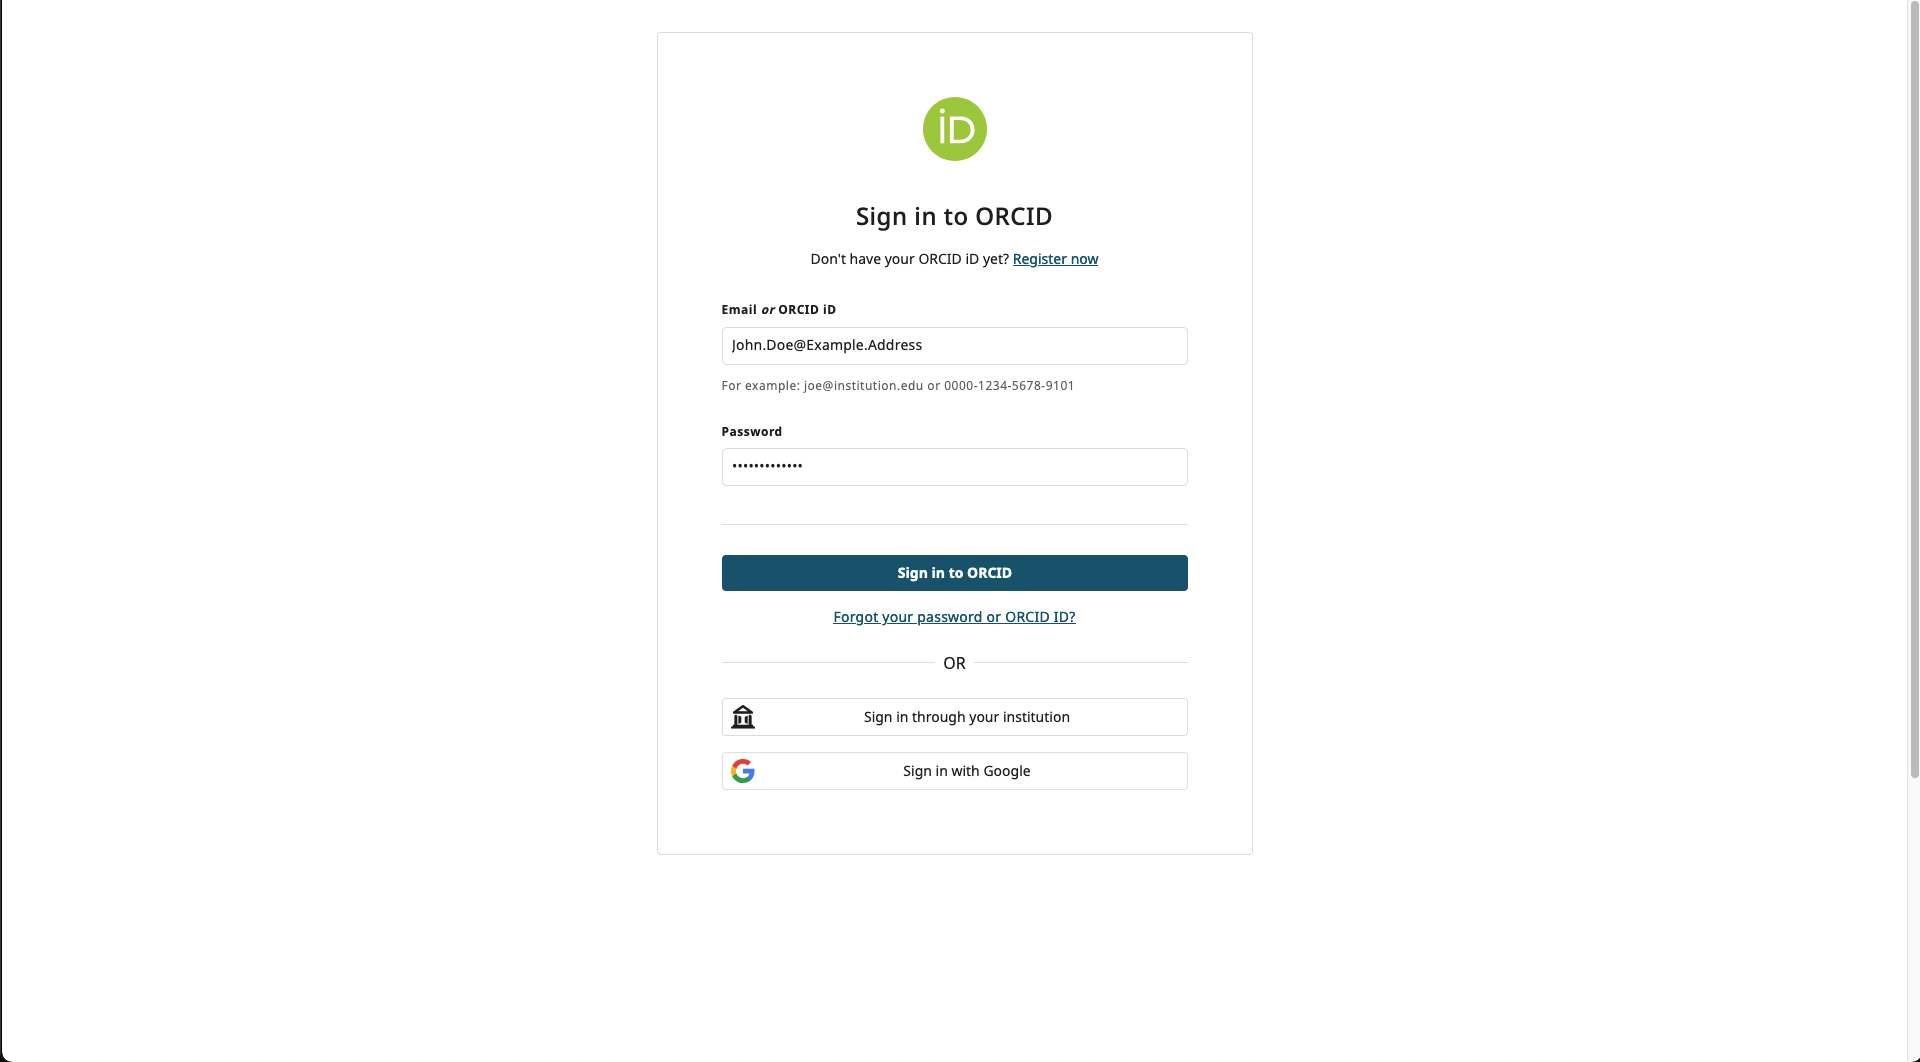 iD
Sign in to ORCID
Don't have your ORCID iD yet? Register now
Email or ORCID iD
John.Doe@Example.Address
For example: joe@institution.edu or 0000-1234-5678-9101
Password
•••••••••••••
Sign in to ORCID
Forgot your password or ORCID ID?
OR
Sign in through your institution
G
Sign in with Google